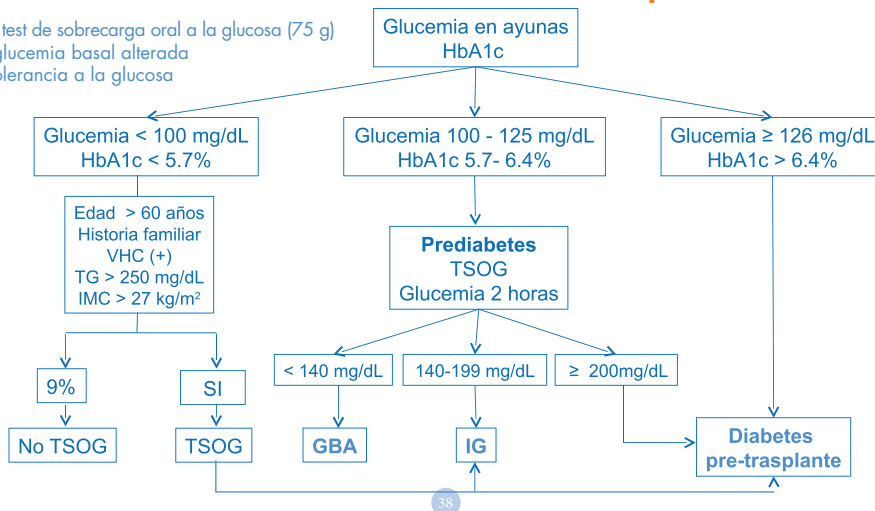 test de sobrecarga oral a la glucosa (75 g)
glucemia basal alterada
tolerancia a la glucosa
Glucemia en ayunas
HbA1c
Glucemia < 100 mg/dL
HbA1c < 5.7%
Glucemia 100 - 125 mg/dL
HbA1c 5.7- 6.4%
Glucemia ≥ 126 mg/dL
HbA1c > 6.4%
Edad > 60 años
Historia familiar
VHC (+)
TG > 250 mg/dL
IMC > 27 kg/m²
Prediabetes
TSOG
Glucemia 2 horas
< 140 mg/dL
140-199 mg/dL
≥ 200mg/dL
9%
SI
No TSOG
TSOG
GBA
IG
Diabetes
pre-trasplante
38